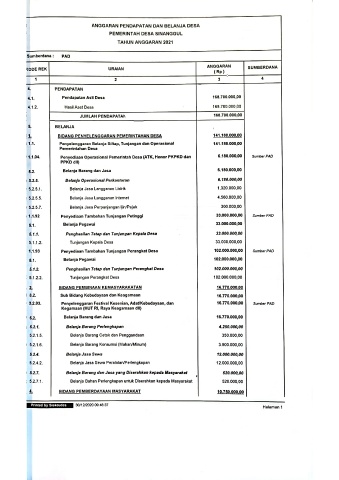 ANGGARAN PENDAPATAN DAN BELANJA DESA
PEMERINTAH DESA SINANGGUL
TAHUN ANGGARAN 2021
Sumberdana : PAD
KODE REK URAIAN ANGGARAN ( Rp ) SUMBERDANA
1 2 3 4
4. PENDAPATAN
4.1. Pendapatan Asli Desa 168.700.000,00
4.1.2. Hasil Aset Desa 168.700.000,00
JUMLAH PENDAPATAN 168.700.000,00
5. BELANJA
1. BIDANG PENYELENGGARAN PEMERINTAHAN DESA 141.180.000,00
1.1. Penyelenggaran Belanja Siltap, Tunjangan dan Operasional Pemerintahan Desa 141.180.000,00
1.1.04. Penyediaan Operasional Pemerintah Desa (ATK, Honor PKPKD dan PPKD dll) 6.180.000,00 Sumber PAD
5.2. Belanja Barang dan Jasa 6.180.000,00
5.2.5. Belanja Operasional Perkantoran 6.180.000,00
5.2.5.1. Belanja Jasa Langganan Listrik 1.320.000,00
5.2.5.5. Belanja Jasa Langganan Internet 4.560.000,00
5.2.5.7. Belanja Jasa Perpanjangan Ijin/Pajak 300.000,00
1.1.92 Penyediaan Tambahan Tunjangan Petinggi 33.000.000,00 Sumber PAD
5.1. Belanja Pegawai 33.000.000,00
5.1.1. Penghasilan Tetap dan Tunjangan Kepala Desa 33.000.000,00
5.1.1.2. Tunjangan Kepala Desa 33.000.000,00
1.1.93 Penyediaan Tambahan Tunjangan Perangkat Desa 102.000.000,00 Sumber PAD
5.1. Belanja Pegawai 102.000.000,00
5.1.2. Penghasilan Tetap dan Tunjangan Perangkat Desa 102.000.000,00
5.1.2.2. Tunjangan Perangkat Desa 102.000.000,00
3. BIDANG PEMBINAAN KEMASYARAKATAN 16.770.000,00
3.2. Sub Bidang Kebudayaan dan Keagamaan 16.770.000,00
3.2.03. Penyelenggaran Festival Kesenian, Adat/Kebudayaan, dan Keagamaan (HUT RI, Raya Keagamaan dll) 16.770.000,00 Sumber PAD
5.2. Belanja Barang dan Jasa 16.770.000,00
5.2.1. Belanja Barang Perlengkapan 4.250.000,00
5.2.1.5. Belanja Barang Cetak dan Penggandaan 350.000,00
5.2.1.6. Belanja Barang Konsumsi (Makan/Minum) 3.900.000,00
5.2.4. Belanja Jasa Sewa 12.000.000,00
5.2.4.2. Belanja Jasa Sewa Peralatan/Perlengkapan 12.000.000,00
5.2.7. Belanja Barang dan Jasa yang Diserahkan kepada Masyarakat 520.000,00
5.2.7.1. Belanja Bahan Perlengkapan untuk Diserahkan kepada Masyarakat 520.000,00
4. BIDANG PEMBERDAYAAN MASYARAKAT 10.750.000,00
Printed by Siskeudes 30/12/2020
Halaman 1